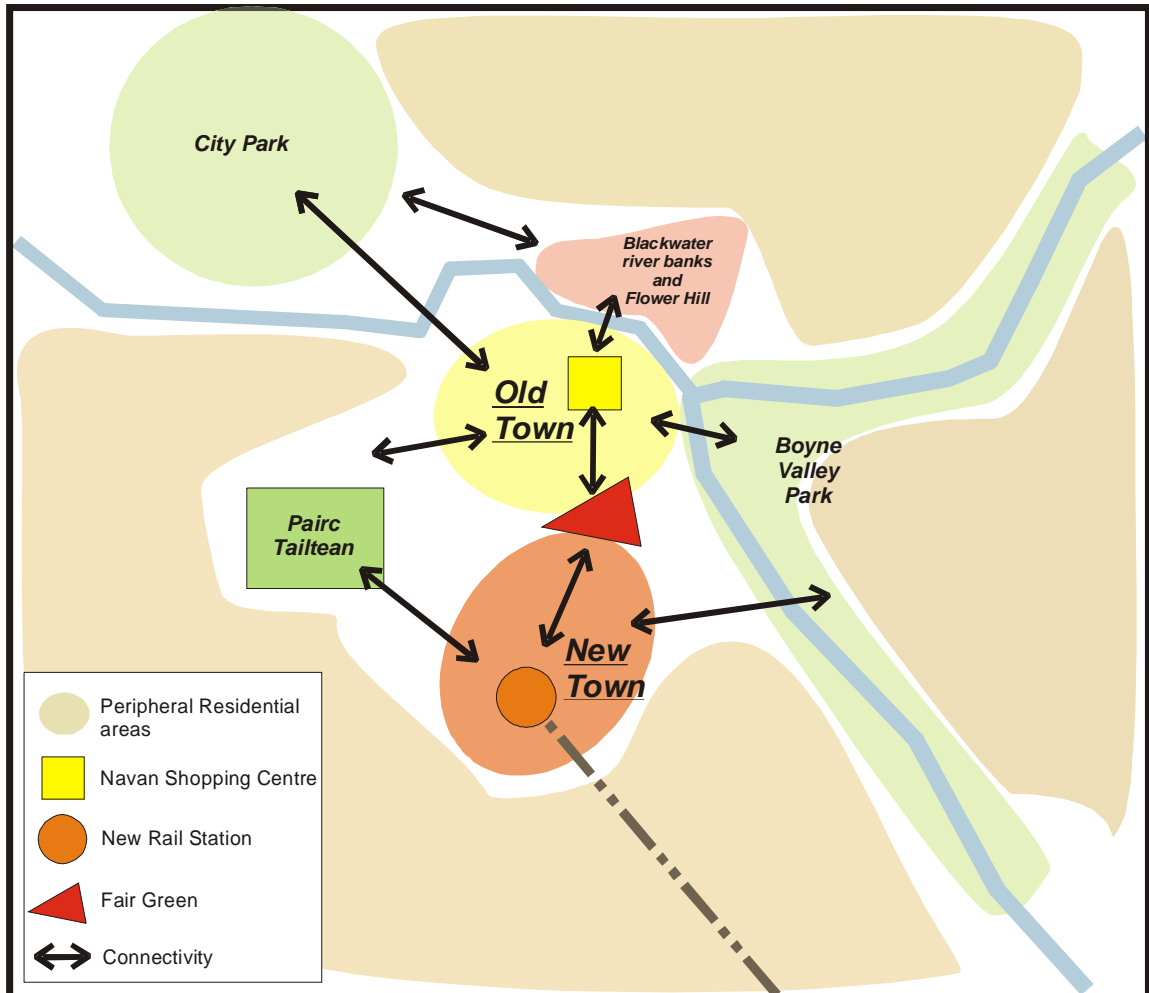 City Park
Blackwater
river banks
and
Flower Hill
Old
Town
Boyne
Valley
Park
Pairc
Tailtean
New
Town
Peripheral Residential
areas
Navan Shopping Centre
New Rail Station
Fair Green
Connectivity